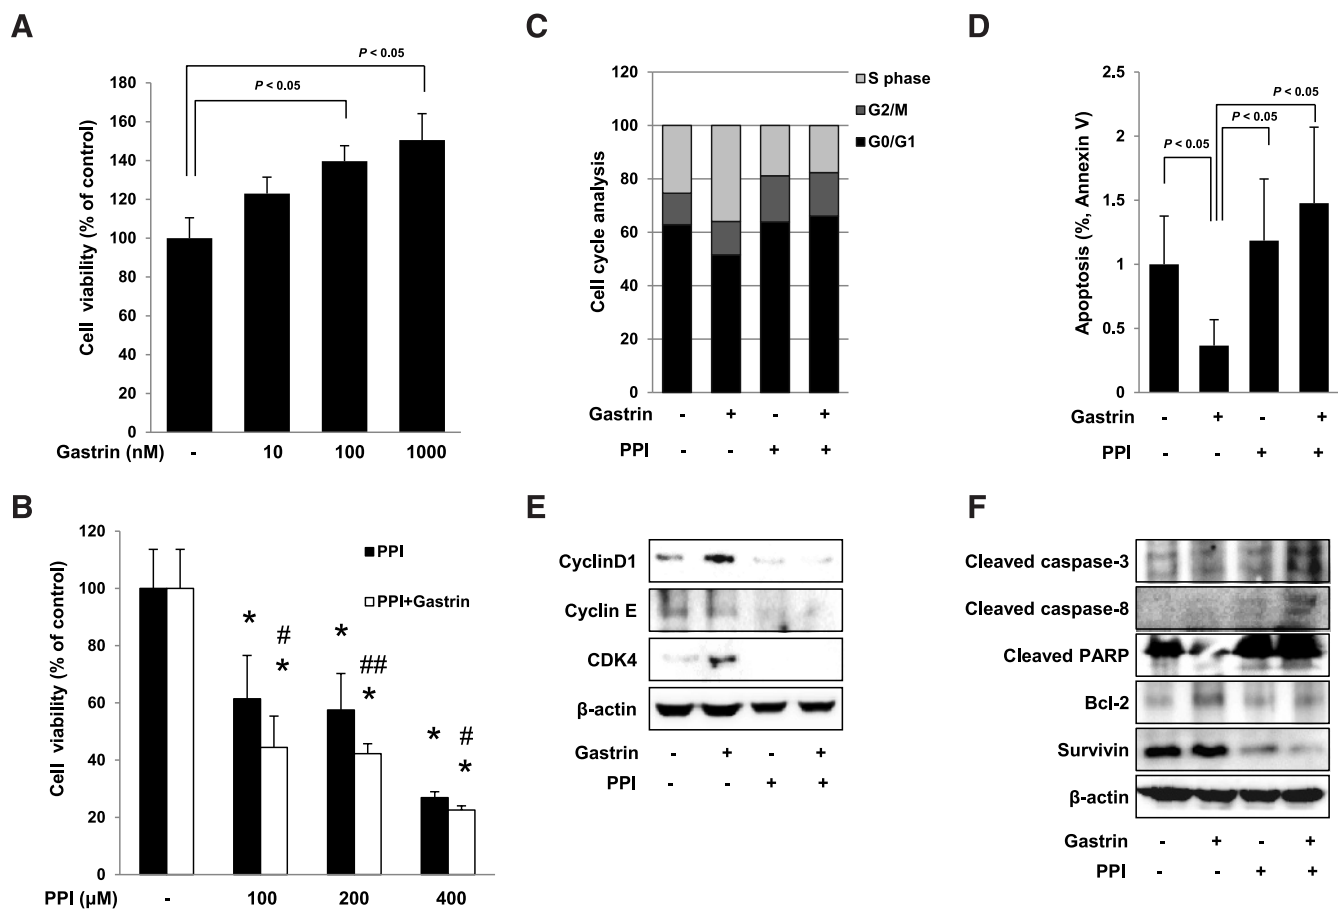 A
P < 0.05
P < 0.05
Cell viability (% of control)
180
160
140
120
100
80
60
40
20
0
Gastrin (nM) - 10 100 1000
B
Cell viability (% of control)
120
100
80
60
40
20
0
PPI
PPI+Gastrin
* # * * ## * * # *
PPI (µM) - 100 200 400
C
Cell cycle analysis
120
100
80
60
40
20
0
S phase
G2/M
G0/G1
Gastrin - + - +
PPI - - + +
D
Apoptosis (%, Annexin V)
2.5
2
1.5
1
0.5
0
P < 0.05
P < 0.05
P < 0.05
Gastrin - + - +
PPI - - + +
E
CyclinD1
Cyclin E
CDK4
β-actin
Gastrin - + - +
PPI - - + +
F
Cleaved caspase-3
Cleaved caspase-8
Cleaved PARP
Bcl-2
Survivin
β-actin
Gastrin - + - +
PPI - - + +